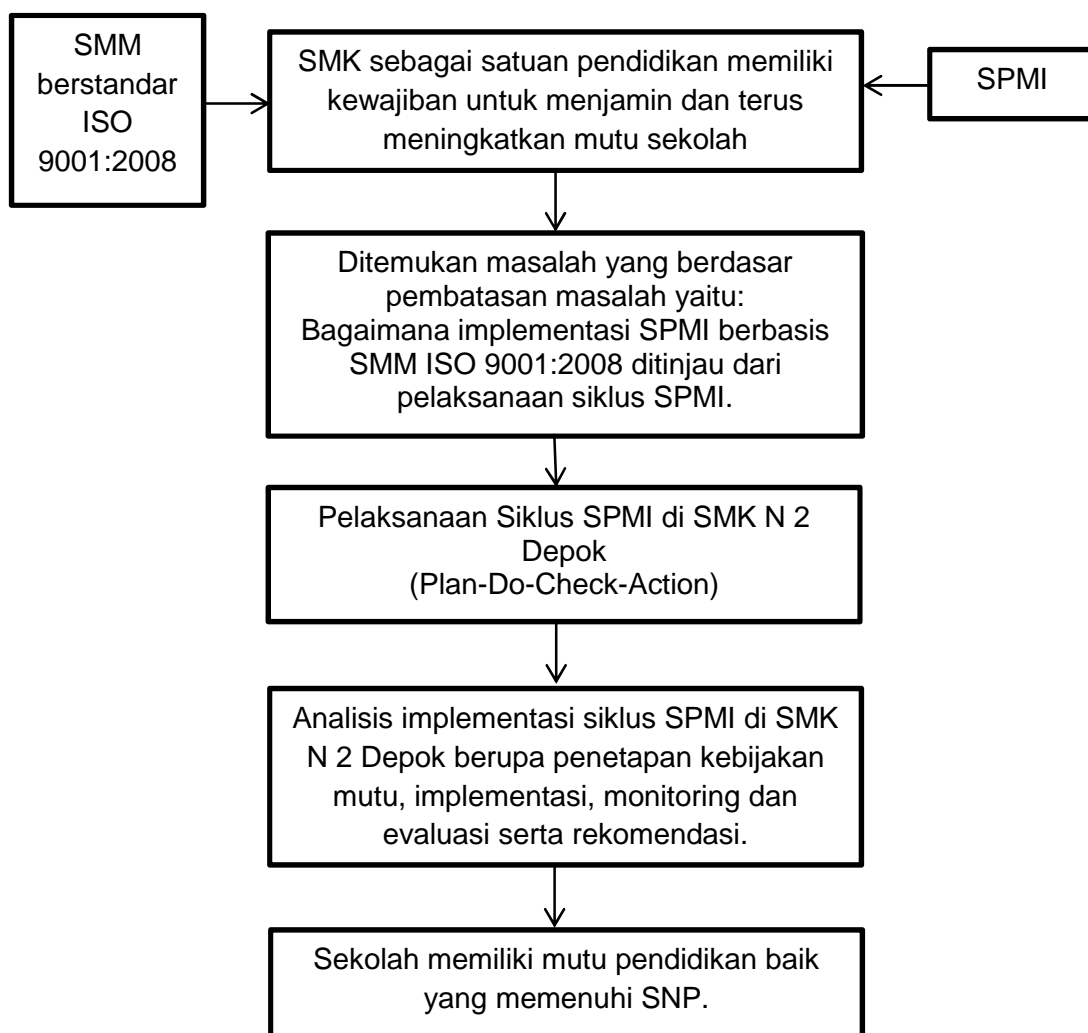 SMM
berstandar
ISO
9001:2008
SMK sebagai satuan pendidikan memiliki
kewajiban untuk menjamin dan terus
meningkatkan mutu sekolah
SPMI
Ditemukan masalah yang berdasar
pembatasan masalah yaitu:
Bagaimana implementasi SPMI berbasis
SMM ISO 9001:2008 ditinjau dari
pelaksanaan siklus SPMI.
Pelaksanaan Siklus SPMI di SMK N 2
Depok
(Plan-Do-Check-Action)
Analisis implementasi siklus SPMI di SMK
N 2 Depok berupa penetapan kebijakan
mutu, implementasi, monitoring dan
evaluasi serta rekomendasi.
Sekolah memiliki mutu pendidikan baik
yang memenuhi SNP.